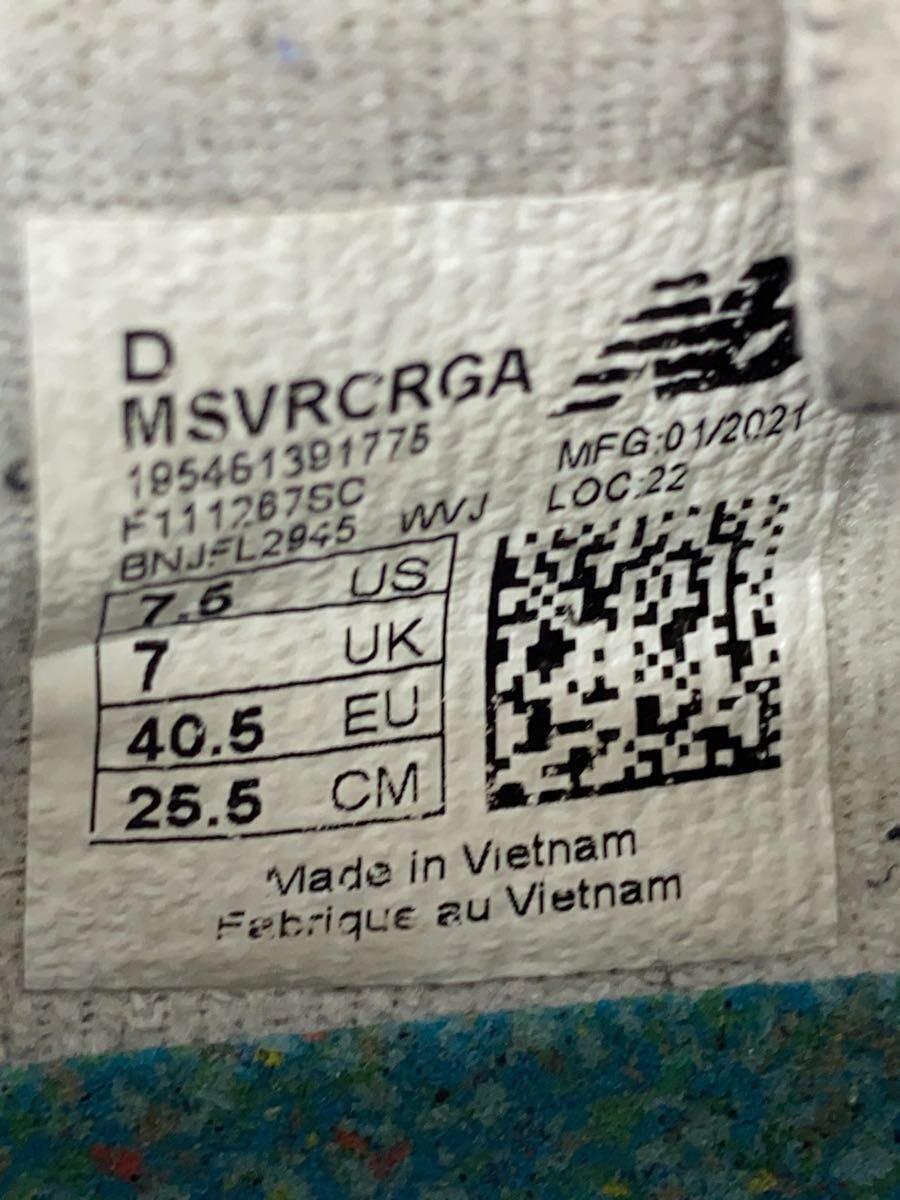 D
MSVRCRGA
195461391775
F111267SC
BNJFL2945 WVJ
MFG:01/2021
LOC:22
7.5 US
7 UK
40.5 EU
25.5 CM
Made in Vietnam
Fabrique au Vietnam